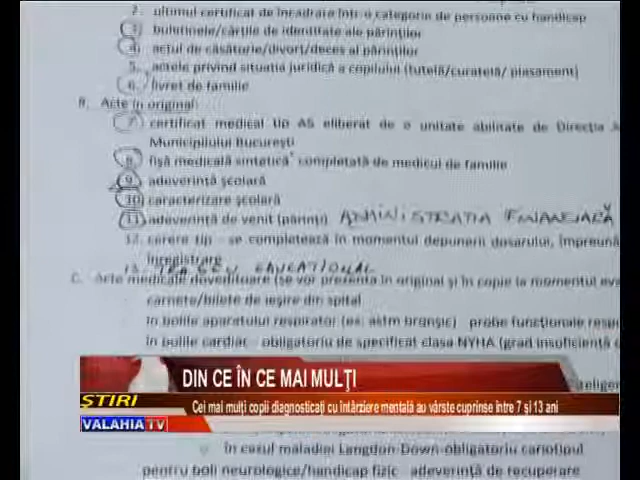 2. ultimul certificat de încadrare într-o categorie de persoane cu handicap
3. buletinele/cărțile de identitate ale părinților
4. actul de căsătorie/divorț/deces al părinților
5. actele privind situația juridică a copilului (tutelă/curatelă/ plasament)
6. livret de familie
B. Acte în original:
7. certificat medical tip A5 eliberat de o unitate abilitate de Direcția
Municipiului București
8. fișă medicală sintetică* completată de medicul de familie
9. adeverință școlară
10. caracterizare școlară
11. adeverință de venit (părinți) ADMINISTRATIA FINANCIARĂ
12. cerere tip - se completează în momentul depunerii dosarului, împreună
înregistrare
13. EDUCATIONAL
C. Acte medicale doveditoare (se vor prezenta în original și în copie la momentul
carnete/bilete de ieșire din spital
în bolile aparatului respirator (ex: astm bronșic) probe funcționale
în bolile cardiac obligatoriu de specificat clasa NYHA (grad insuficiență
DIN CE ÎN CE MAI MULȚI
ȘTIRI
Cei mai mulți copii diagnosticați cu întârziere mentală au vârste cuprinse între 7 și 13 ani
VALAHIA TV
în cazul maladiei Langdon Down-obligatoriu cariotipul
pentru boli neurologice/handicap fizic adeverință de recuperare